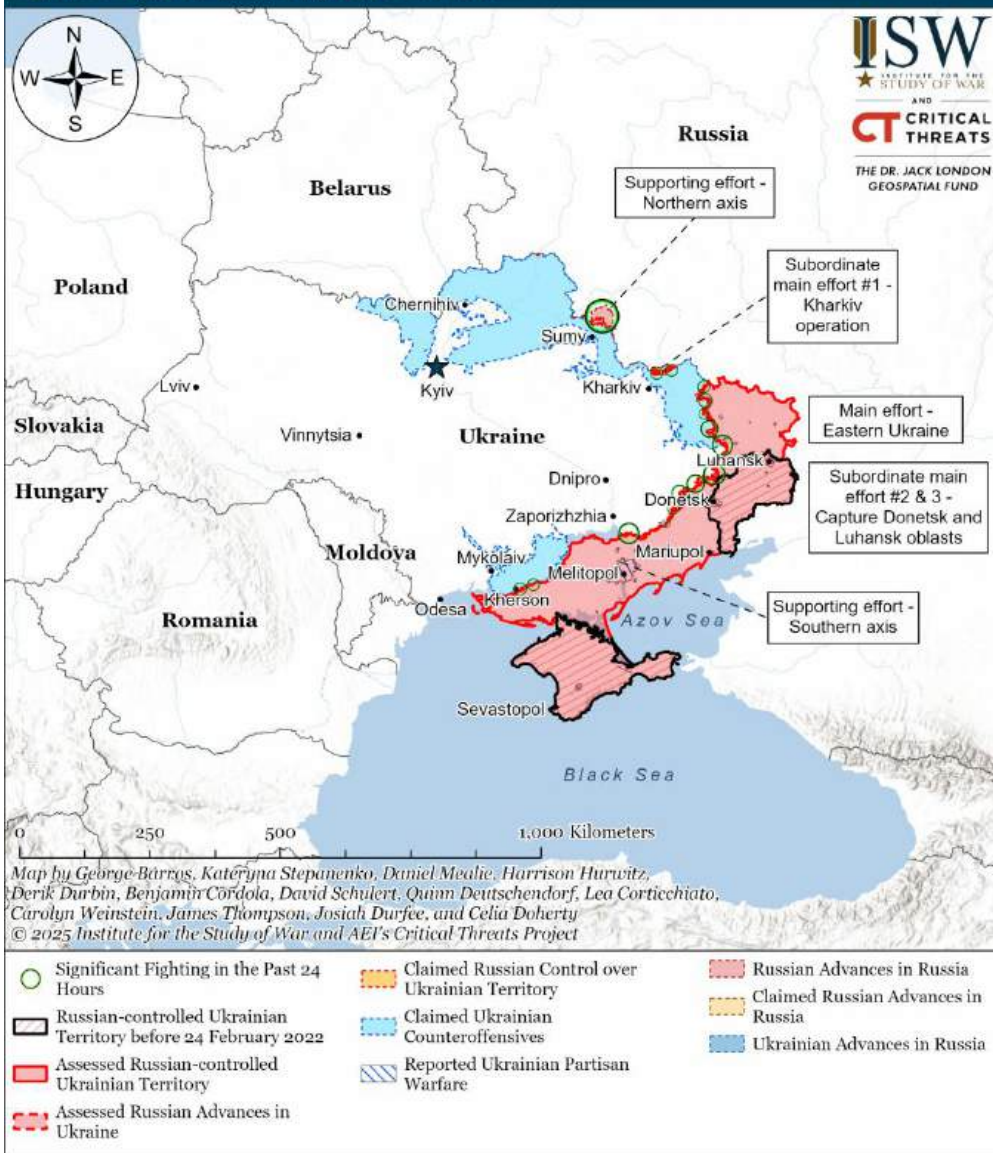 N
W
E
S
ISW
INSTITUTE FOR THE
STUDY OF WAR
AND
CT CRITICAL
THREATS
THE DR. JACK LONDON
GEOSPATIAL FUND
Russia
Supporting effort -
Northern axis
Belarus
Subordinate
main effort #1 -
Kharkiv
operation
Poland
Chernihiv
Sumy
Kyiv
Kharkiv
Lviv
Main effort -
Eastern Ukraine
Slovakia
Vinnytsia
Ukraine
Luhansk
Hungary
Dnipro
Donetsk
Subordinate main
effort #2 & 3 -
Capture Donetsk and
Luhansk oblasts
Zaporizhzhia
Moldova
Mykolaiv
Mariupol
Melitopol
Odesa
Kherson
Romania
Azov Sea
Supporting effort -
Southern axis
Sevastopol
Black Sea
0
250
500
1,000 Kilometers
Map by George Barros, Kateryna Stepanenko, Daniel Mealie, Harrison Hurwitz,
Derik Durbin, Benjamin Cordola, David Schulert, Quinn Deutschendorf, Lea Corticchiato,
Carolyn Weinstein, James Thompson, Josiah Durfee, and Celia Doherty
© 2025 Institute for the Study of War and AEI's Critical Threats Project
Significant Fighting in the Past 24
Hours
Russian-controlled Ukrainian
Territory before 24 February 2022
Assessed Russian-controlled
Ukrainian Territory
Assessed Russian Advances in
Ukraine
Claimed Russian Control over
Ukrainian Territory
Claimed Ukrainian
Counteroffensives
Reported Ukrainian Partisan
Warfare
Russian Advances in Russia
Claimed Russian Advances in
Russia
Ukrainian Advances in Russia